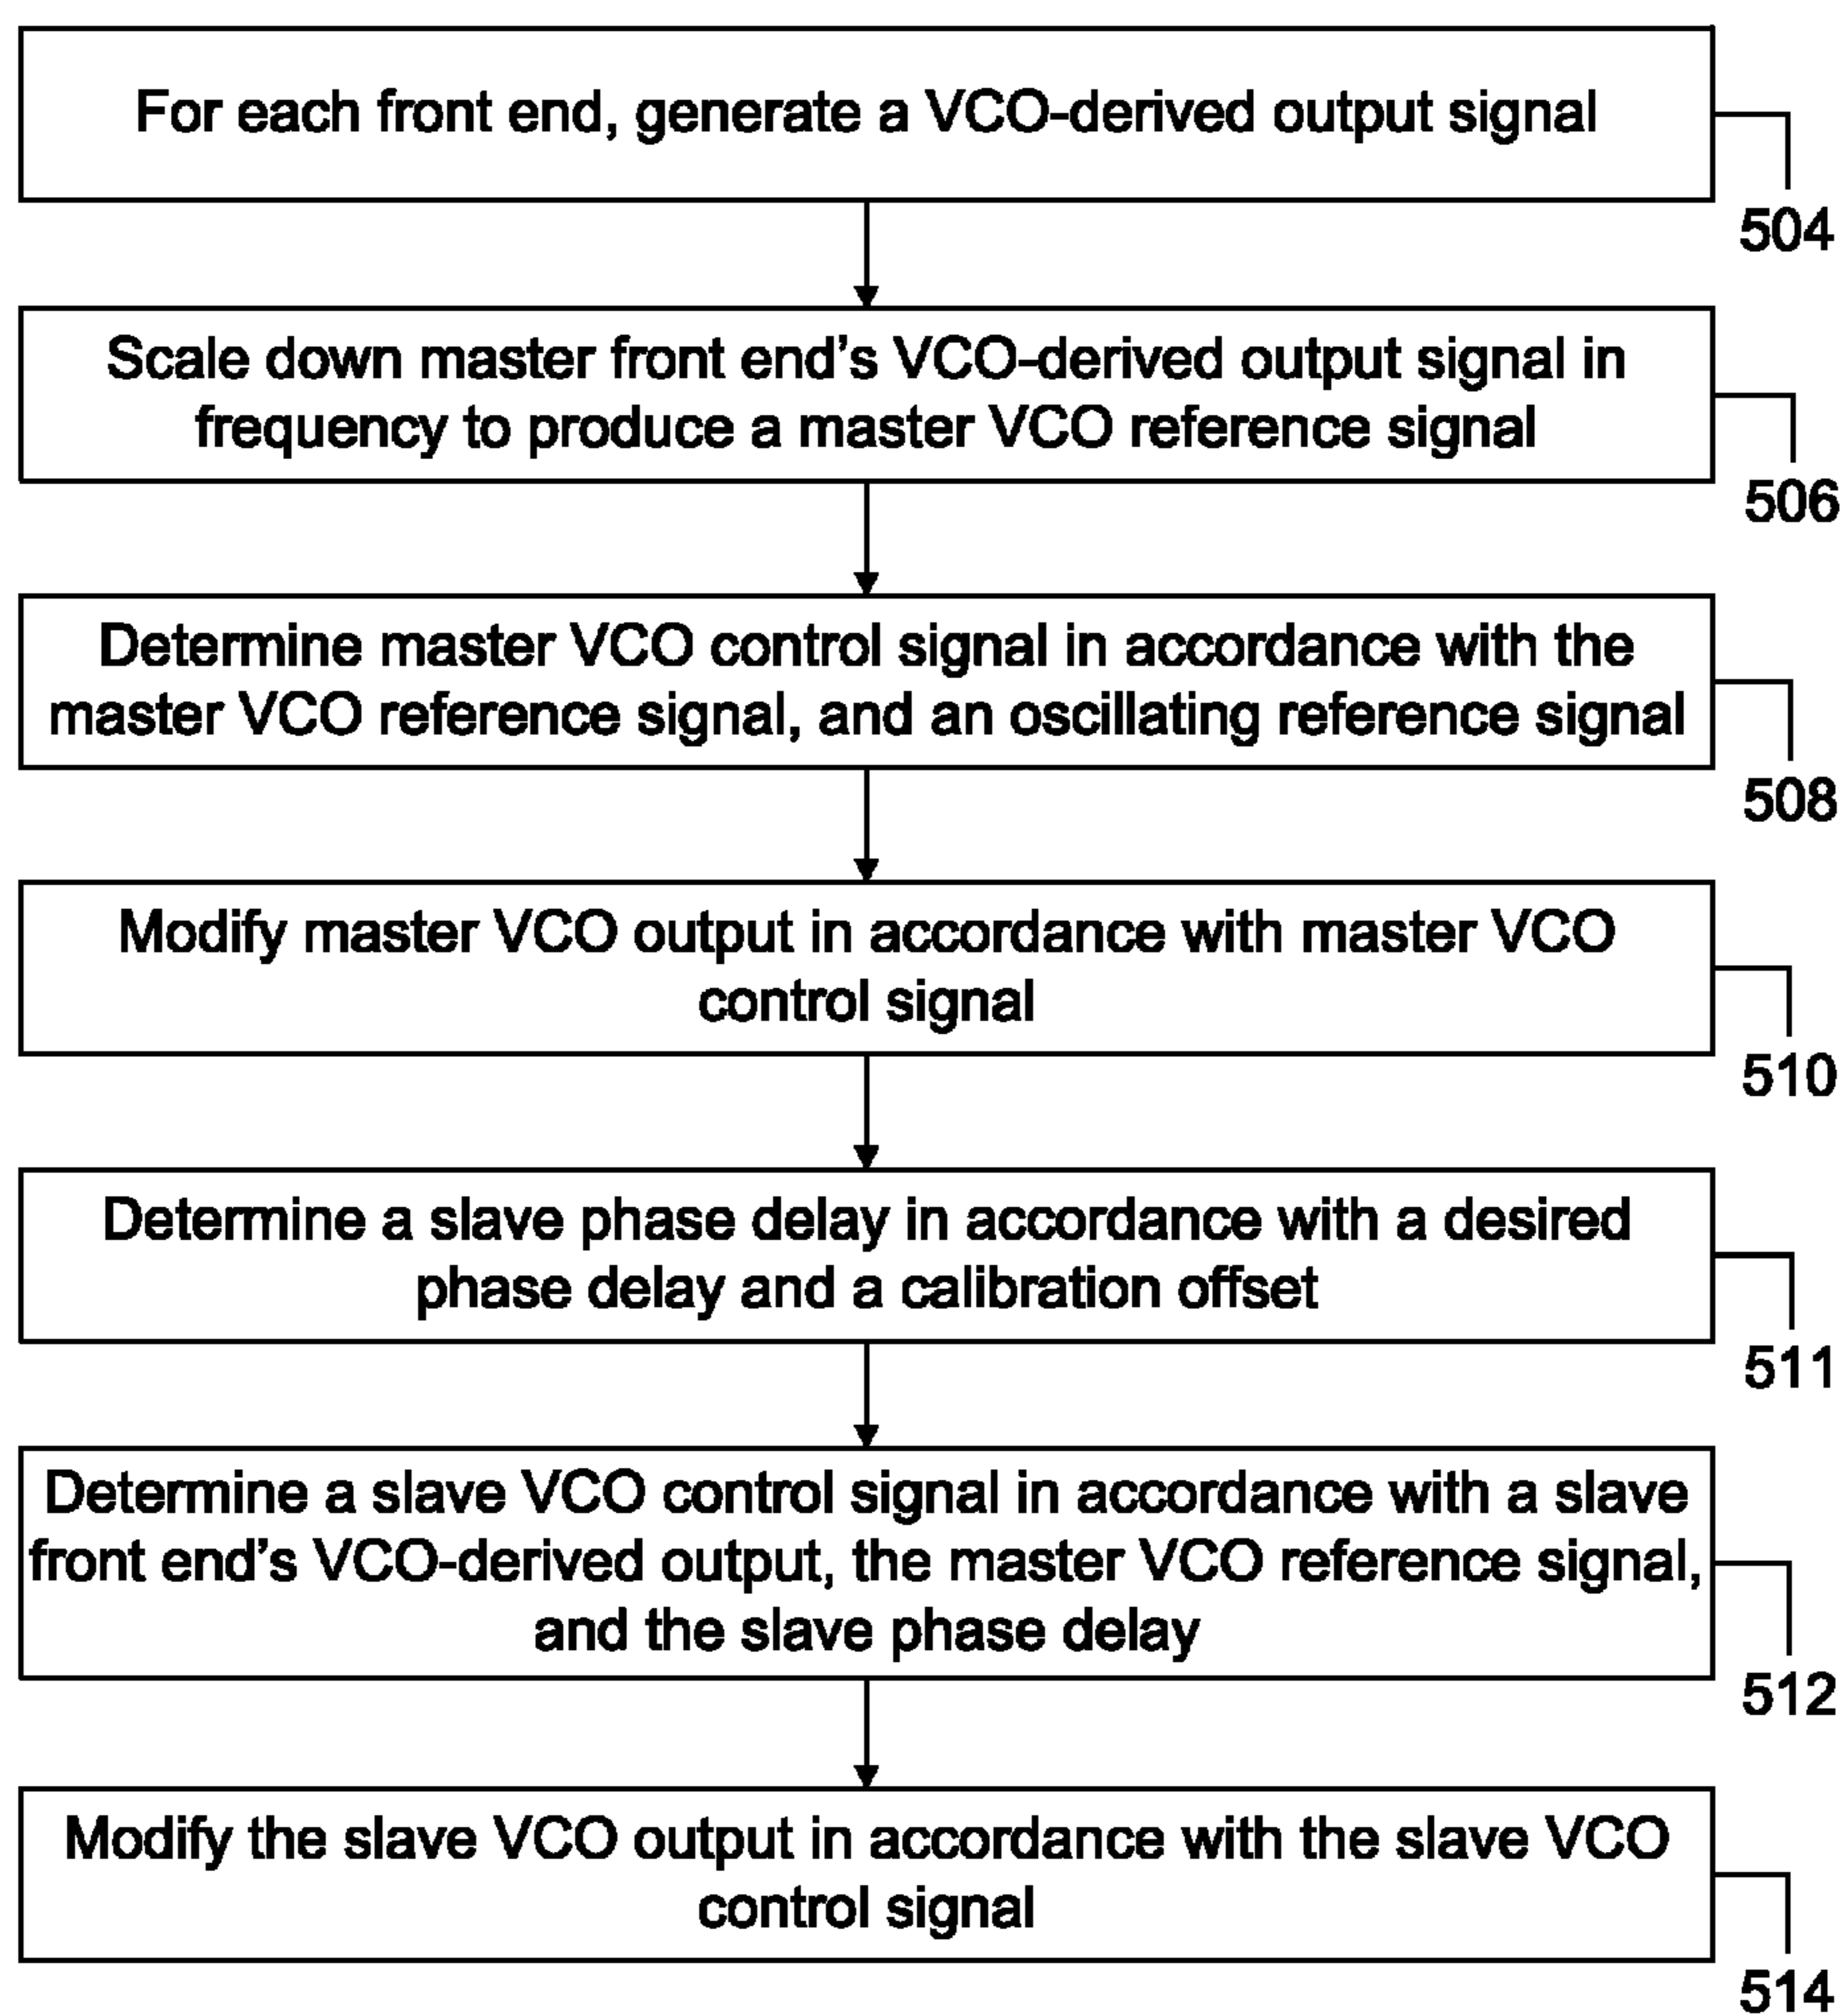 For each front end, generate a VCO-derived output signal
504
Scale down master front end’s VCO-derived output signal in
frequency to produce a master VCO reference signal
506
Determine master VCO control signal in accordance with the
master VCO reference signal, and an oscillating reference signal
508
Modify master VCO output in accordance with master VCO
control signal
510
Determine a slave phase delay in accordance with a desired
phase delay and a calibration offset
511
Determine a slave VCO control signal in accordance with a slave
front end’s VCO-derived output, the master VCO reference signal,
and the slave phase delay
512
Modify the slave VCO output in accordance with the slave VCO
control signal
514